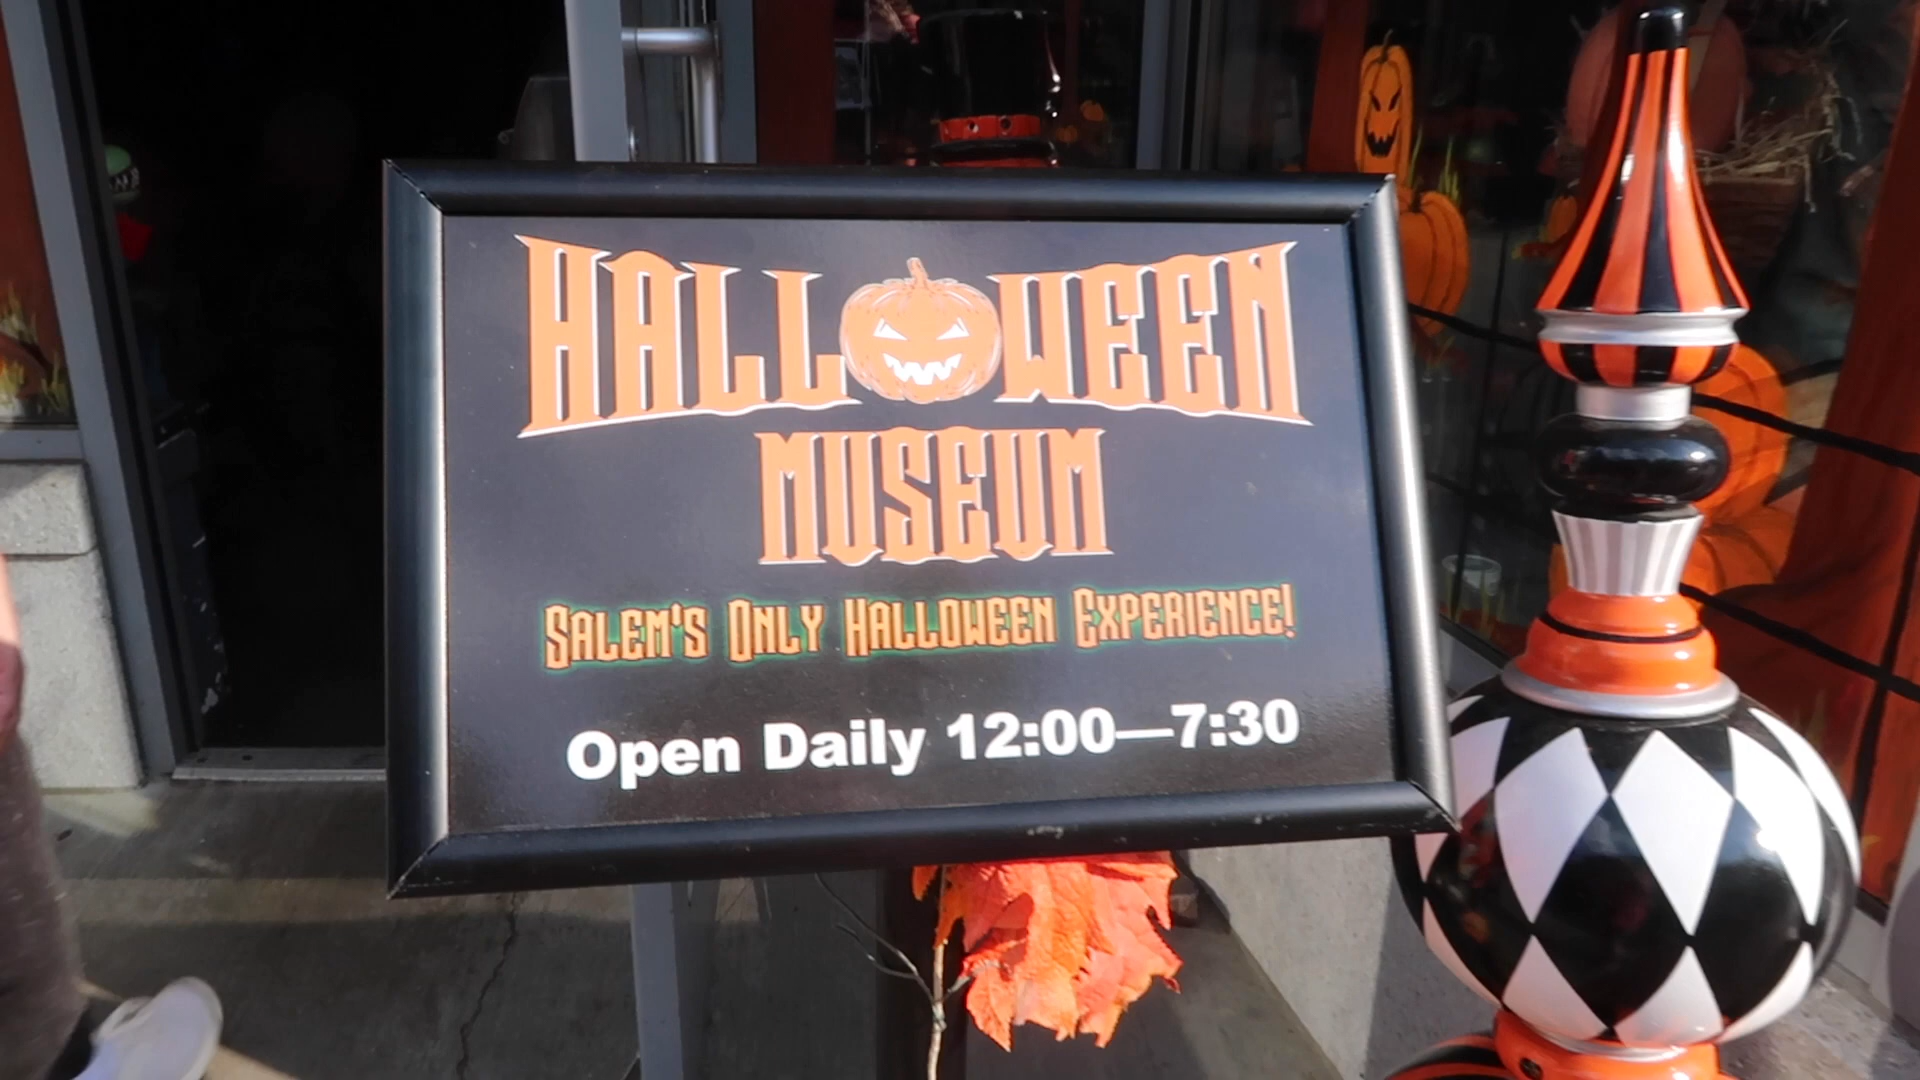 HALLOWEEN
MUSEUM
SALEM'S ONLY HALLOWEEN EXPERIENCE!
Open Daily 12:00—7:30